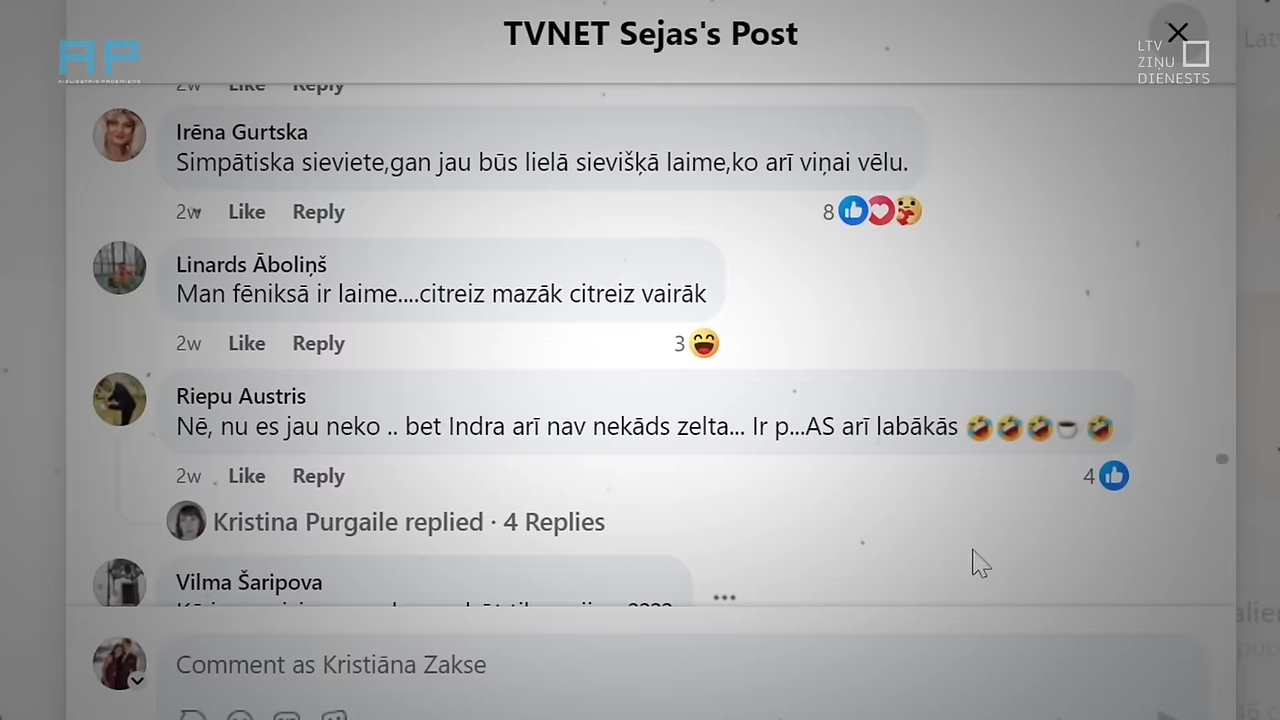 TVNET Sejas's Post
AP
LTV
ZIŅU
DIENESTS
2w Like Reply
Irēna Gurtska
Simpātiska sieviete,gan jau būs lielā sievišķā laime,ko arī viņai vēlu.
2w Like Reply 8
Linards Āboliņš
Man fēniksā ir laime....citreiz mazāk citreiz vairāk
2w Like Reply 3
Riepu Austris
Nē, nu es jau neko .. bet Indra arī nav nekāds zelta... Ir p...AS arī labākās 🤣🤣🤣☕🤣
2w Like Reply 4
Kristina Purgaile replied · 4 Replies
Vilma Šaripova
Comment as Kristiāna Zakse